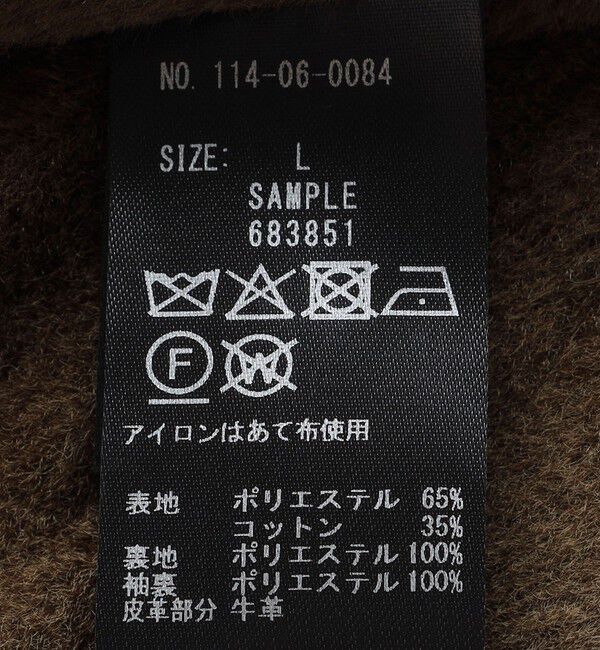 NO. 114-06-0084
SIZE: L
SAMPLE
683851
F W
アイロンはあて布使用
表地 ポリエステル 65%
コットン 35%
裏地 ポリエステル 100%
袖裏 ポリエステル 100%
皮革部分 牛革